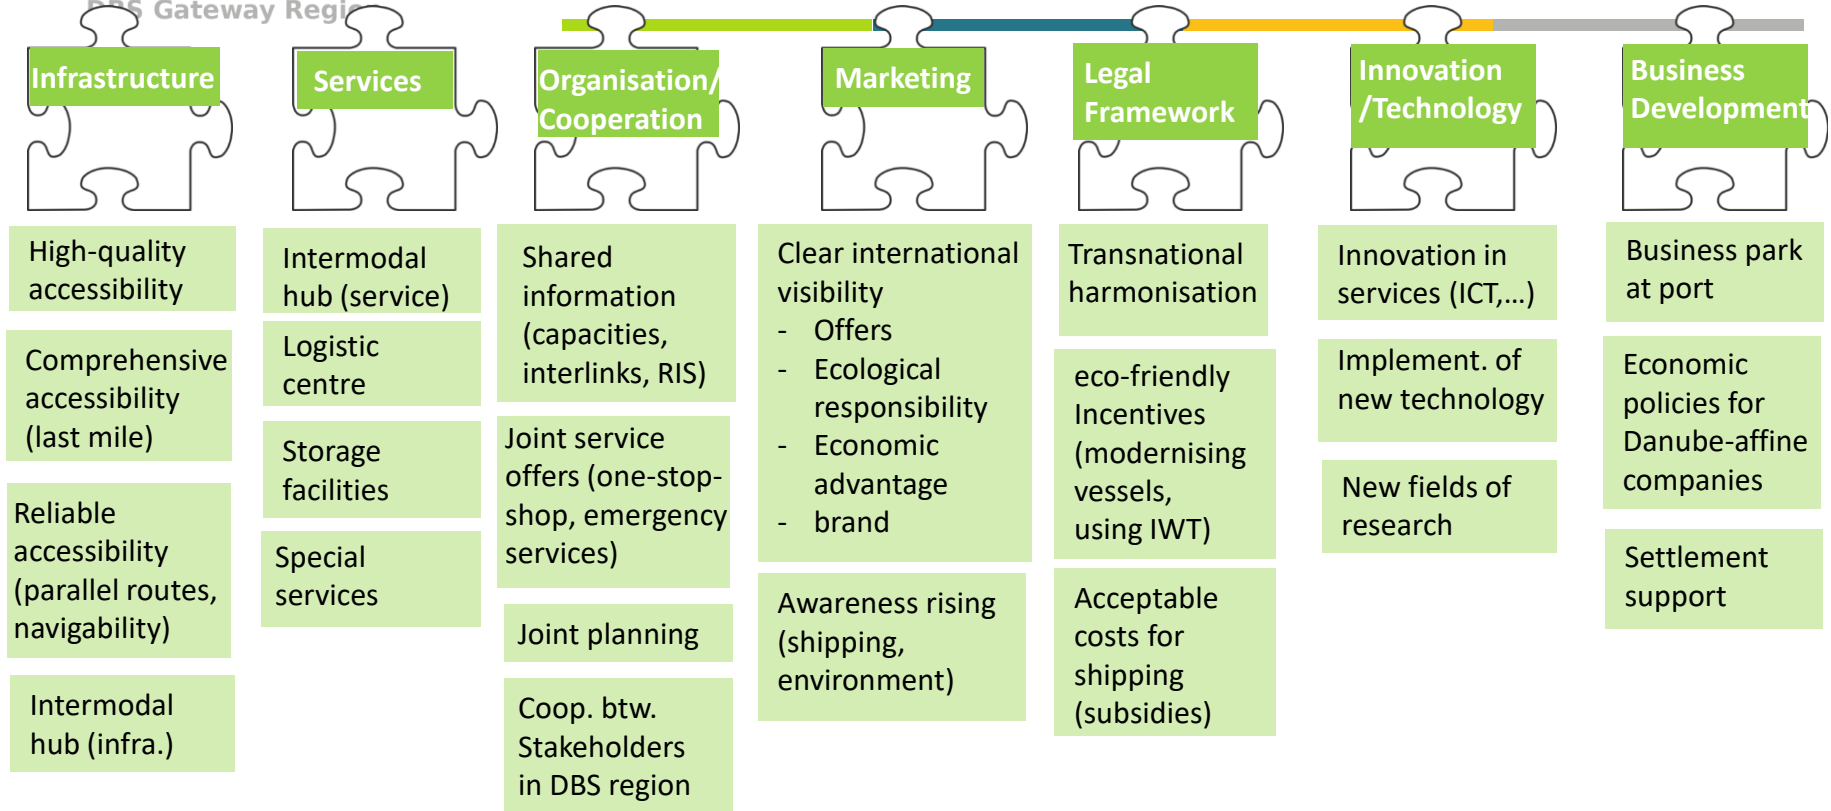 DBS Gateway Region
Infrastructure
High-quality
accessibility
Comprehensive
accessibility
(last mile)
Reliable
accessibility
(parallel routes,
navigability)
Intermodal
hub (infra.)
Services
Intermodal
hub (service)
Logistic
centre
Storage
facilities
Special
services
Organisation/
Cooperation
Shared
information
(capacities,
interlinks, RIS)
Joint service
offers (one-stop-
shop, emergency
services)
Joint planning
Coop. btw.
Stakeholders
in DBS region
Marketing
Clear international
visibility
- Offers
- Ecological
responsibility
- Economic
advantage
- brand
Awareness rising
(shipping,
environment)
Legal
Framework
Transnational
harmonisation
eco-friendly
Incentives
(modernising
vessels,
using IWT)
Acceptable
costs for
shipping
(subsidies)
Innovation
/Technology
Innovation in
services (ICT,...)
Implement. of
new technology
New fields of
research
Business
Development
Business park
at port
Economic
policies for
Danube-affine
companies
Settlement
support